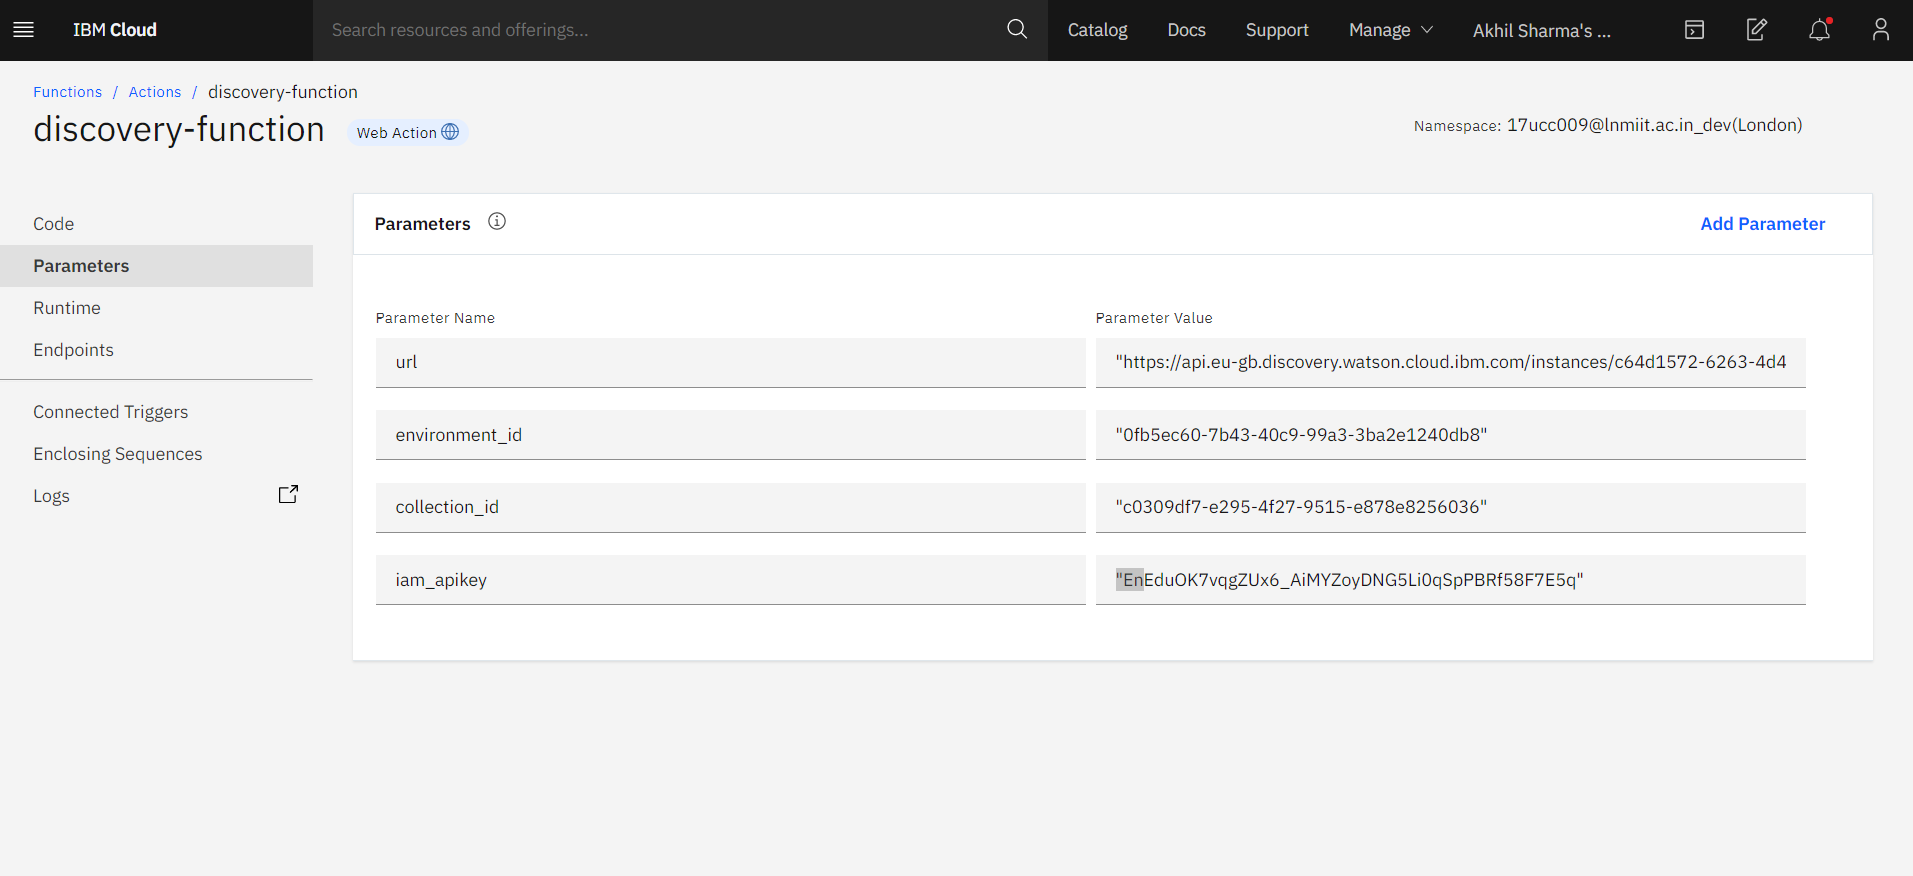 IBM Cloud
Search resources and offerings...
Catalog
Docs
Support
Manage
Akhil Sharma's ...
Functions / Actions / discovery-function
discovery-function
Web Action
Namespace: 17ucc009@lnmiit.ac.in_dev(London)
Code
Parameters
Runtime
Endpoints
Connected Triggers
Enclosing Sequences
Logs
Parameters
Add Parameter
Parameter Name
Parameter Value
url
"https://api.eu-gb.discovery.watson.cloud.ibm.com/instances/c64d1572-6263-4d4
environment_id
"0fb5ec60-7b43-40c9-99a3-3ba2e1240db8"
collection_id
"c0309df7-e295-4f27-9515-e878e8256036"
iam_apikey
"EnEduOK7vqgZUx6_AiMYZoyDNG5Li0qSpPBRf58F7E5q"